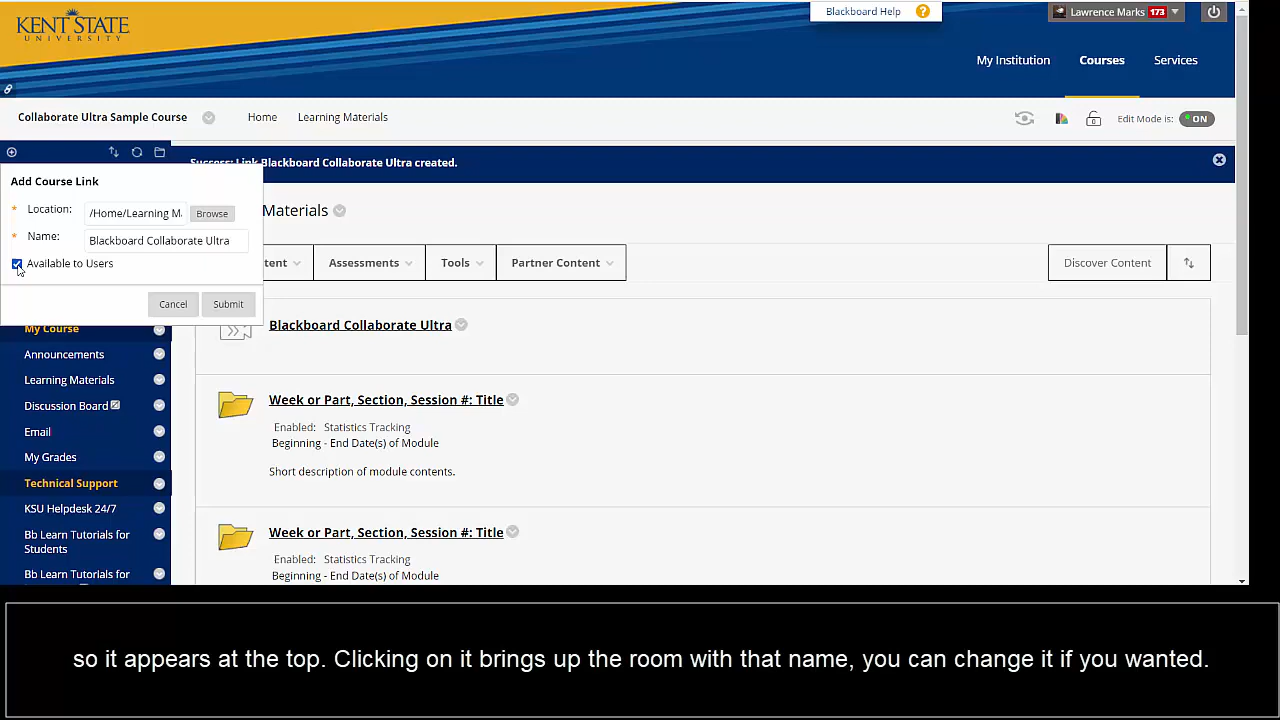 KENT STATE
UNIVERSITY
Blackboard Help ?
Lawrence Marks 173
My Institution
Courses
Services
Collaborate Ultra Sample Course
Home
Learning Materials
Edit Mode is: ON
Success: Link Blackboard Collaborate Ultra created.
Add Course Link
* Location: /Home/Learning M Browse
* Name: Blackboard Collaborate Ultra
Available to Users
Cancel Submit
Materials
tent
Assessments
Tools
Partner Content
Discover Content
My Course
Announcements
Learning Materials
Discussion Board
Email
My Grades
Technical Support
KSU Helpdesk 24/7
Bb Learn Tutorials for
Students
Bb Learn Tutorials for
Blackboard Collaborate Ultra
Week or Part, Section, Session #: Title
Enabled: Statistics Tracking
Beginning - End Date(s) of Module
Short description of module contents.
Week or Part, Section, Session #: Title
Enabled: Statistics Tracking
Beginning - End Date(s) of Module
so it appears at the top. Clicking on it brings up the room with that name, you can change it if you wanted.